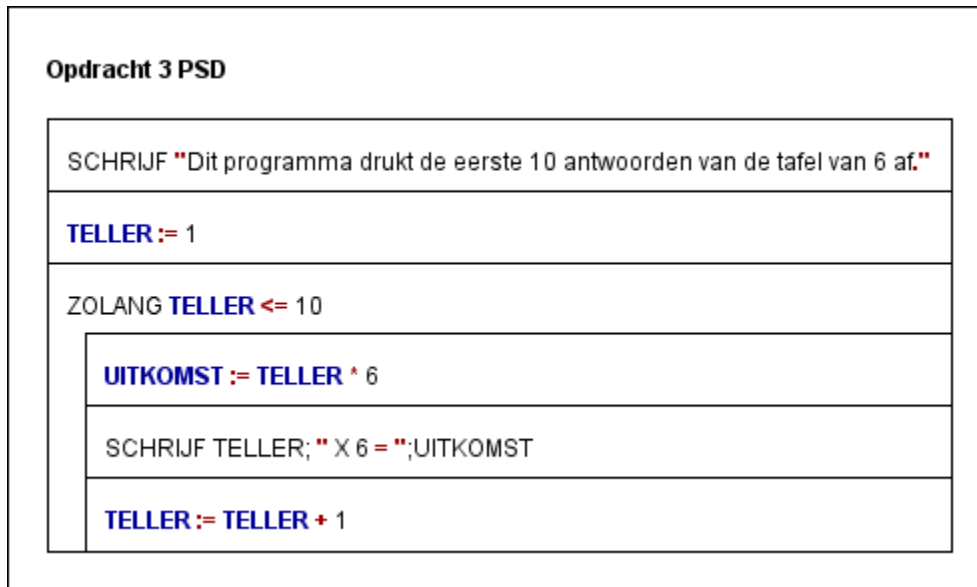 Opdracht 3 PSD
SCHRIJF "Dit programma drukt de eerste 10 antwoorden van de tafel van 6 af."
TELLER := 1
ZOLANG TELLER <= 10
UITKOMST := TELLER * 6
SCHRIJF TELLER; " X 6 = ";UITKOMST
TELLER := TELLER + 1